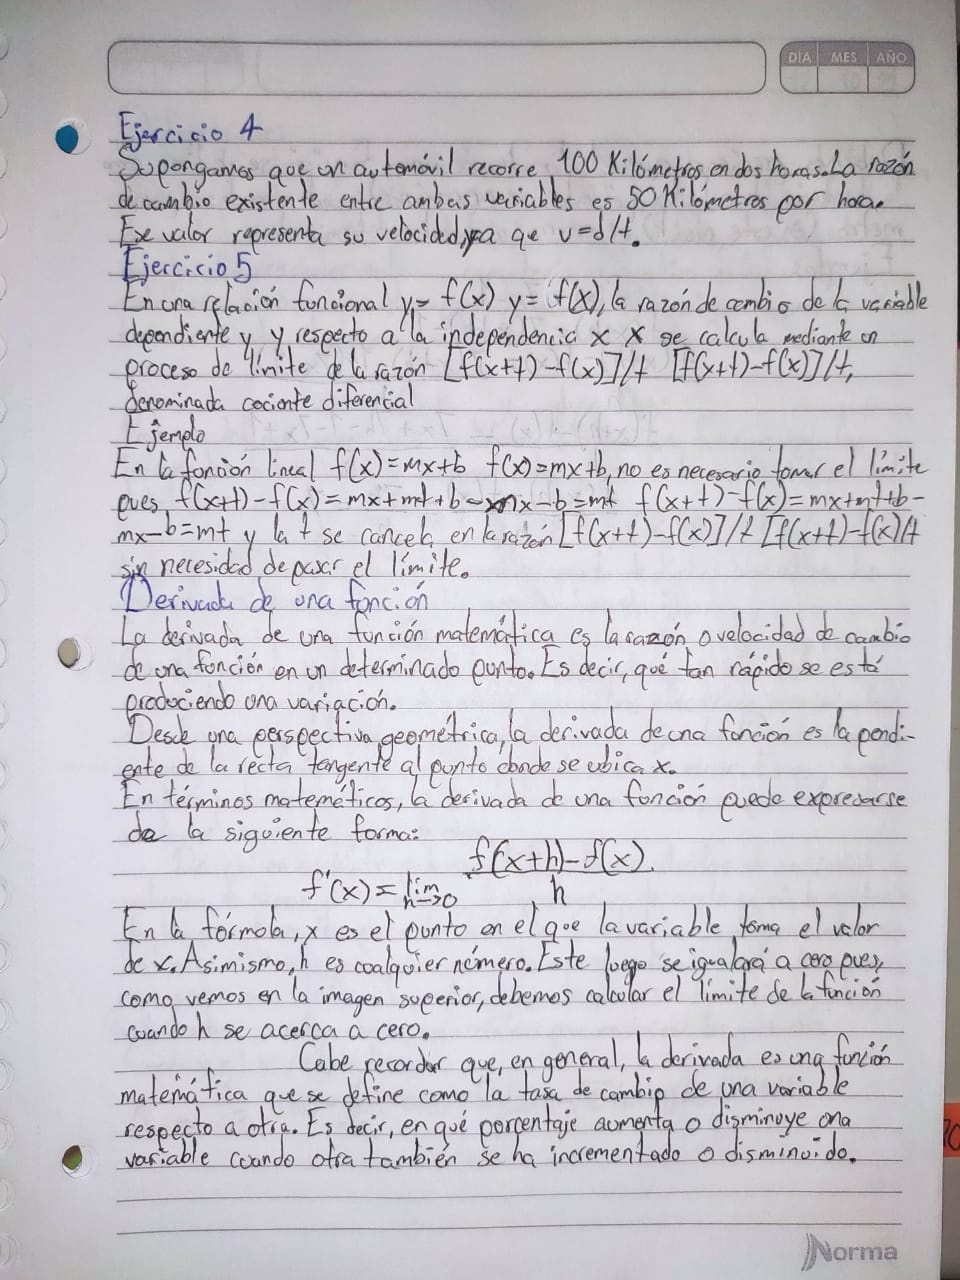 DÍA MES AÑO
Ejercicio 4
Supongamos que un automóvil recorre 100 Kilómetros en dos horas. La razón
de cambio existente entre ambas variables es 50 Kilómetros por hora.
Ese valor representa su velocidad, ya que v=d/t.
Ejercicio 5
En una relación funcional y= f(x) y= f(x), la razón de cambio de la variable
dependiente y y respecto a la independencia x x se calcula mediante un
proceso de límite de la razón [f(x+t)-f(x)]/t [f(x+t)-f(x)]/t,
denominada cociente diferencial
Ejemplo
En la función lineal f(x)=mx+b f(x)=mx+b, no es necesario tomar el límite
pues f(x+t)-f(x)=mx+mt+b-mx-b=mt f(x+t)-f(x)=mx+mt+b-
mx-b=mt y la t se cancela en la razón [f(x+t)-f(x)]/t [f(x+t)-f(x)/t
sin necesidad de pasar el límite.
Derivada de una función
La derivada de una función matemática es la razón o velocidad de cambio
de una función en un determinado punto. Es decir, qué tan rápido se está
produciendo una variación.
Desde una perspectiva geométrica, la derivada de una función es la pendi-
ente de la recta tangente al punto donde se ubica x.
En términos matemáticos, la derivada de una función puede expresarse
de la siguiente forma:
f(x+h)-f(x).
f'(x)=lim
h->0 h
En la fórmula, x es el punto en el que la variable toma el valor
de x. Asimismo, h es cualquier número. Este luego se igualará a cero pues,
como vemos en la imagen superior, debemos calcular el límite de la función
cuando h se acerca a cero.
Cabe recordar que, en general, la derivada es una función
matemática que se define como la tasa de cambio de una variable
respecto a otra. Es decir, en qué porcentaje aumenta o disminuye una
variable cuando otra también se ha incrementado o disminuido.
Norma